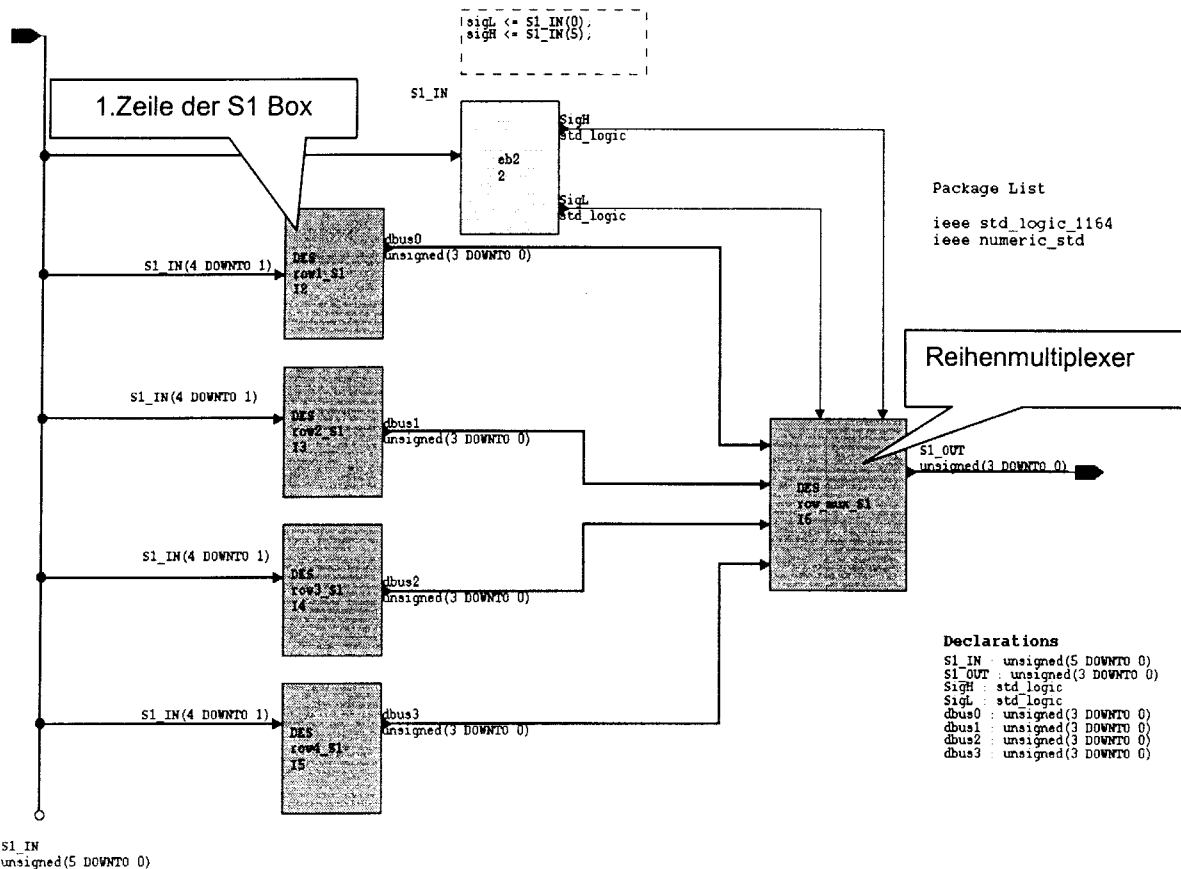 sigL <= S1_IN(0);
sigH <= S1_IN(5);
1.Zeile der S1 Box
S1_IN
SigH
std_logic
eb2
2
SigL
std_logic
Package List
ieee std_logic_1164
ieee numeric_std
dbus0
unsigned(3 DOWNTO 0)
S1_IN(4 DOWNTO 1)
DES
row1_S1
I2
Reihenmultiplexer
S1_IN(4 DOWNTO 1)
DES
row2_S1
I3
dbus1
unsigned(3 DOWNTO 0)
S1_OUT
unsigned(3 DOWNTO 0)
DES
row_mux_S1
I6
S1_IN(4 DOWNTO 1)
DES
row3_S1
I4
dbus2
unsigned(3 DOWNTO 0)
Declarations
S1_IN : unsigned(5 DOWNTO 0)
S1_OUT : unsigned(3 DOWNTO 0)
SigH : std_logic
SigL : std_logic
dbus0 : unsigned(3 DOWNTO 0)
dbus1 : unsigned(3 DOWNTO 0)
dbus2 : unsigned(3 DOWNTO 0)
dbus3 : unsigned(3 DOWNTO 0)
S1_IN(4 DOWNTO 1)
DES
row4_S1
I5
dbus3
unsigned(3 DOWNTO 0)
S1_IN
unsigned(5 DOWNTO 0)